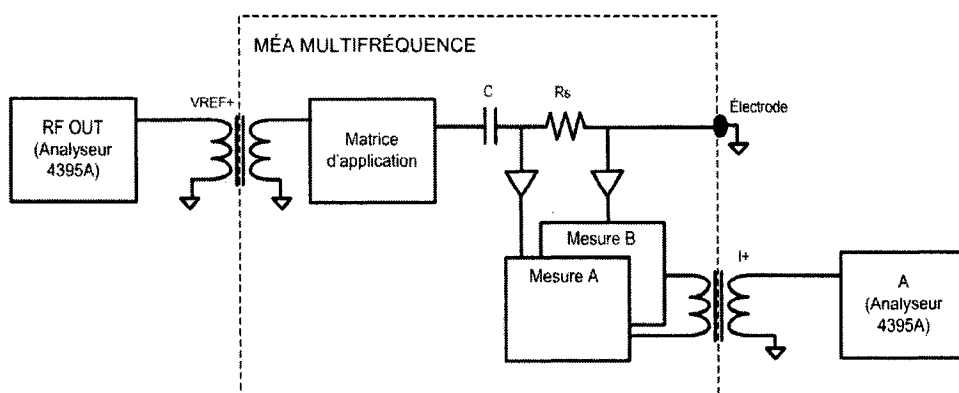 MÉA MULTIFRÉQUENCE
RF OUT
(Analyseur
4395A)
VREF+
Matrice
d'application
C
Rs
Électrode
Mesure B
Mesure A
I+
A
(Analyseur
4395A)